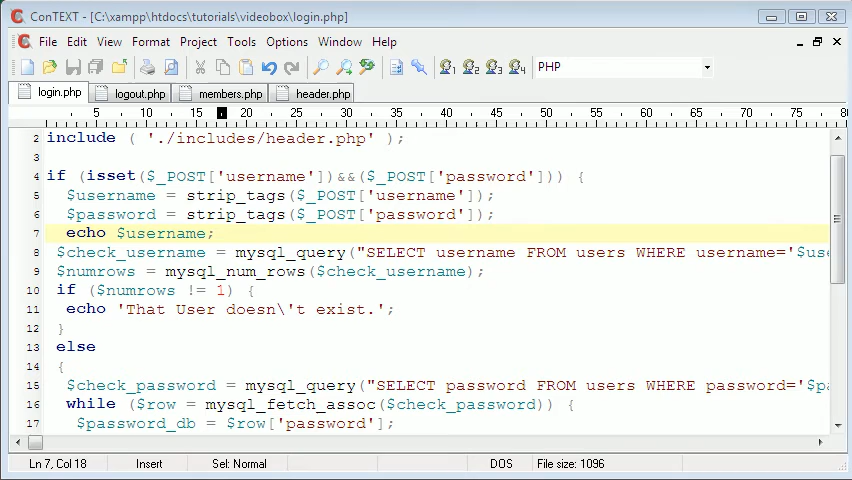 ConTEXT - [C:\xampp\htdocs\tutorials\videobox\login.php]
File Edit View Format Project Tools Options Window Help
1 2 3 4 PHP
login.php logout.php members.php header.php
5 10 15 20 25 30 35 40 45 50 55 60 65 70 75 80
2 include ( './includes/header.php' );
3
4 if (isset($_POST['username'])&&($_POST['password'])) {
5 $username = strip_tags($_POST['username']);
6 $password = strip_tags($_POST['password']);
7 echo $username;
8 $check_username = mysql_query("SELECT username FROM users WHERE username='$use
9 $numrows = mysql_num_rows($check_username);
10 if ($numrows != 1) {
11 echo 'That User doesn\'t exist.';
12 }
13 else
14 {
15 $check_password = mysql_query("SELECT password FROM users WHERE password='$pa
16 while ($row = mysql_fetch_assoc($check_password)) {
17 $password_db = $row['password'];
Ln 7, Col 18 Insert Sel: Normal DOS File size: 1096